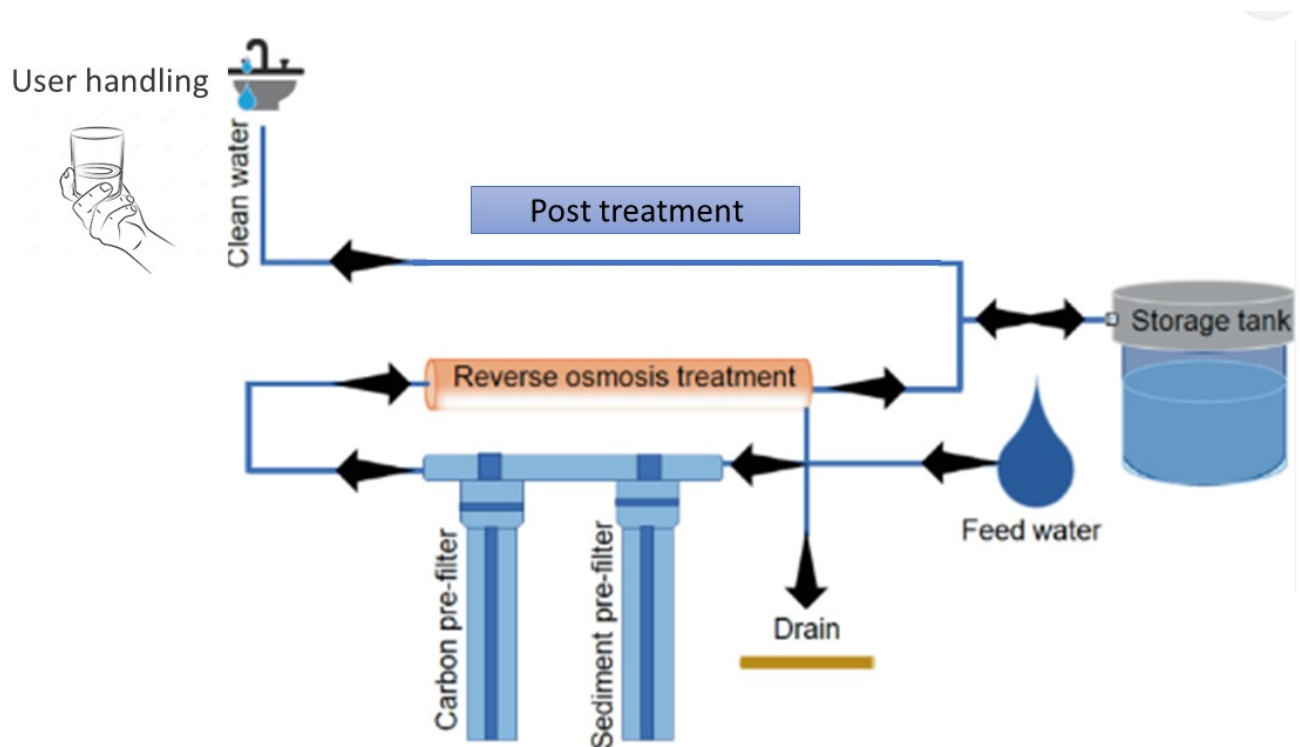 User handling
Clean water
Post treatment
Storage tank
Reverse osmosis treatment
Feed water
Carbon pre-filter
Sediment pre-filter
Drain